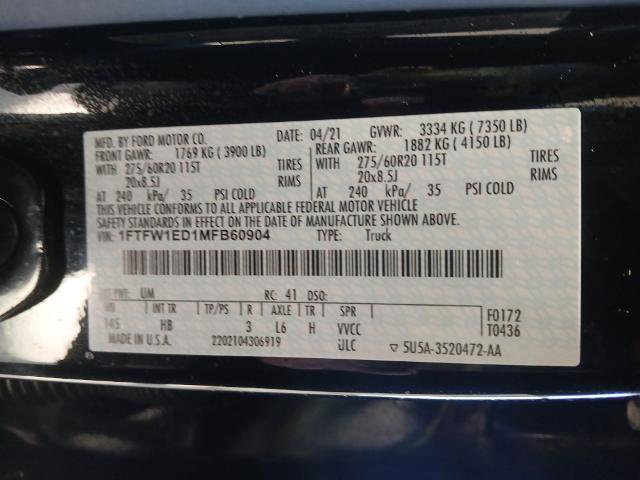 MFD. BY FORD MOTOR CO. DATE: 04/21 GVWR: 3334 KG ( 7350 LB)
FRONT GAWR: 1769 KG ( 3900 LB) REAR GAWR: 1882 KG ( 4150 LB)
WITH 275/60R20 115T TIRES WITH 275/60R20 115T TIRES
20x8.5J RIMS 20x8.5J RIMS
AT 240 kPa/ 35 PSI COLD AT 240 kPa/ 35 PSI COLD
THIS VEHICLE CONFORMS TO ALL APPLICABLE FEDERAL MOTOR VEHICLE
SAFETY STANDARDS IN EFFECT ON THE DATE OF MANUFACTURE SHOWN ABOVE.
VIN: 1FTFW1ED1MFB60904 TYPE: Truck
PNT: UM RC: 41 DSO:
WB INT TR TP/PS R AXLE TR SPR F0172
145 HB 3 L6 H VVCC T0436
MADE IN U.S.A. 2202104306919 ULC ▽ 5U5A-3520472-AA